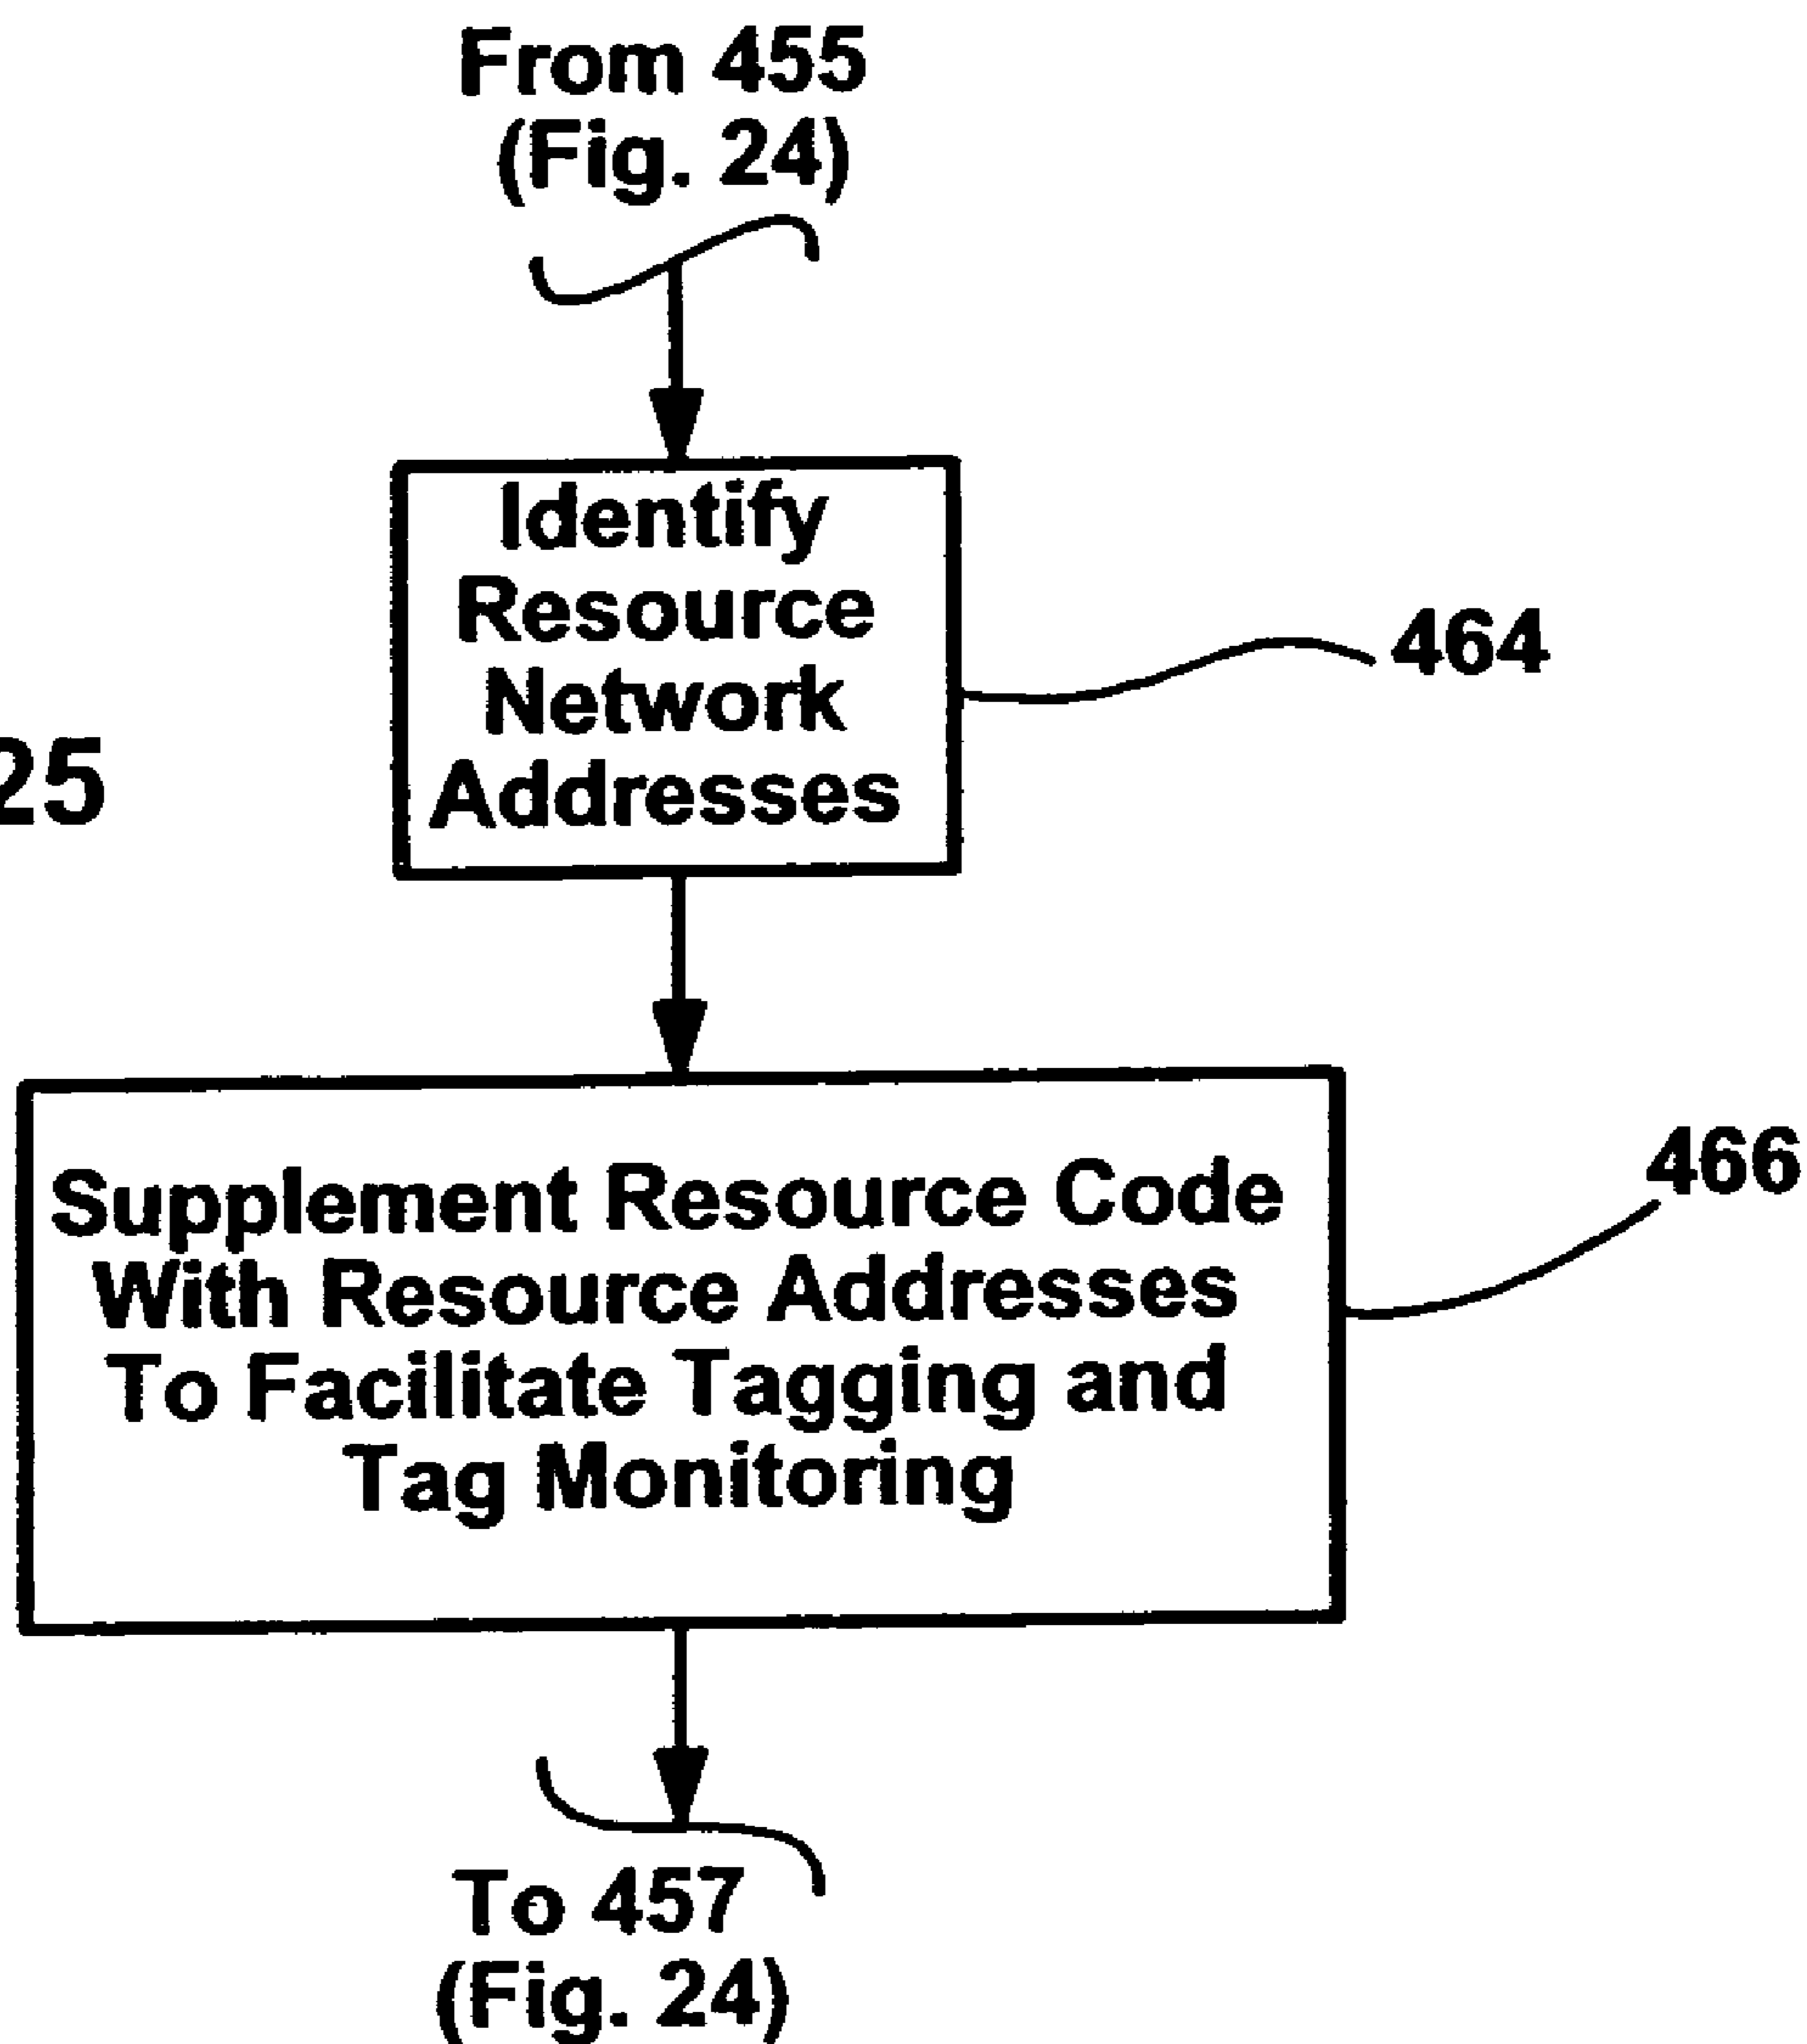 From 455
(Fig. 24)
Identify
Resource
Network
Addresses
464
25
466
Supplement Resource Code
With Resource Addresses
To Facilitate Tagging and
Tag Monitoring
To 457
(Fig. 24)